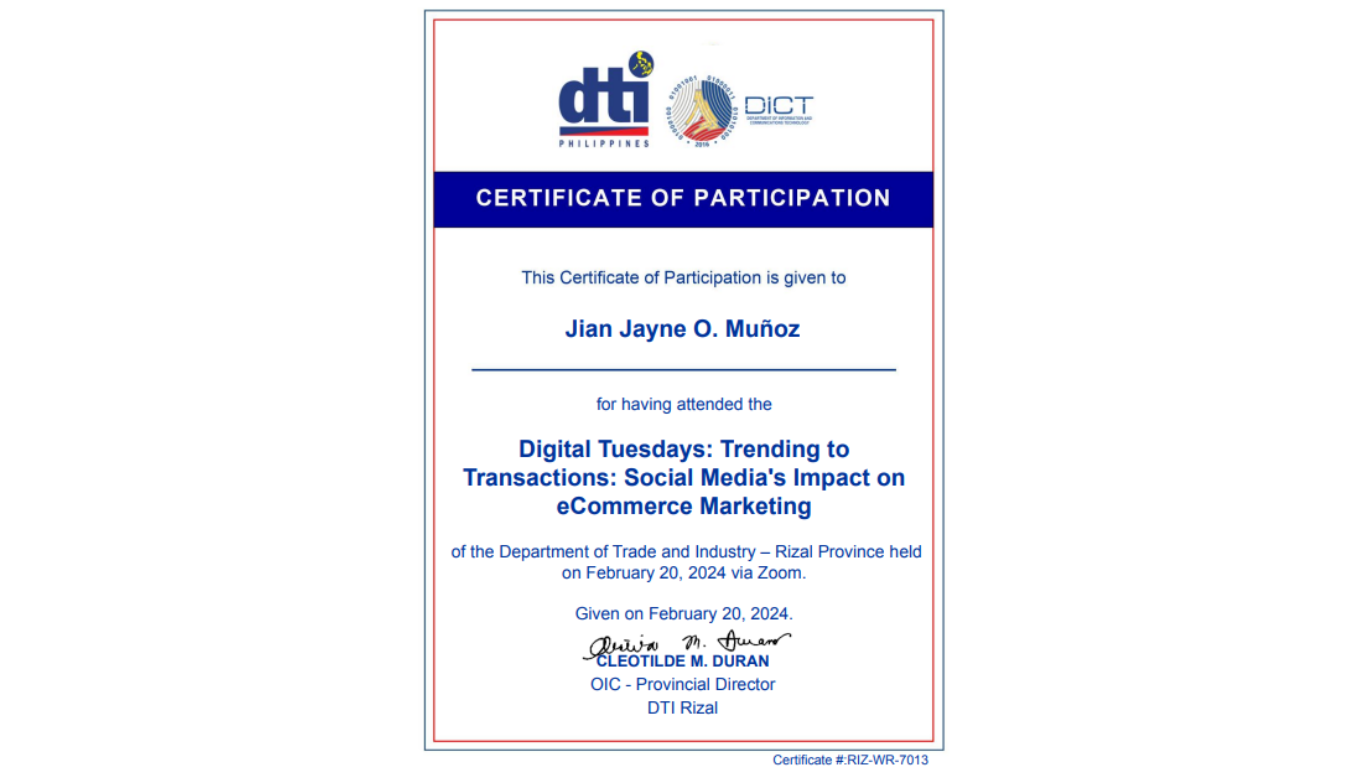 dti
PHILIPPINES
DICT
DEPARTMENT OF INFORMATION AND
COMMUNICATIONS TECHNOLOGY
2016
CERTIFICATE OF PARTICIPATION
This Certificate of Participation is given to
Jian Jayne O. Muñoz
for having attended the
Digital Tuesdays: Trending to
Transactions: Social Media's Impact on
eCommerce Marketing
of the Department of Trade and Industry – Rizal Province held
on February 20, 2024 via Zoom.
Given on February 20, 2024.
CLEOTILDE M. DURAN
OIC - Provincial Director
DTI Rizal
Certificate #:RIZ-WR-7013